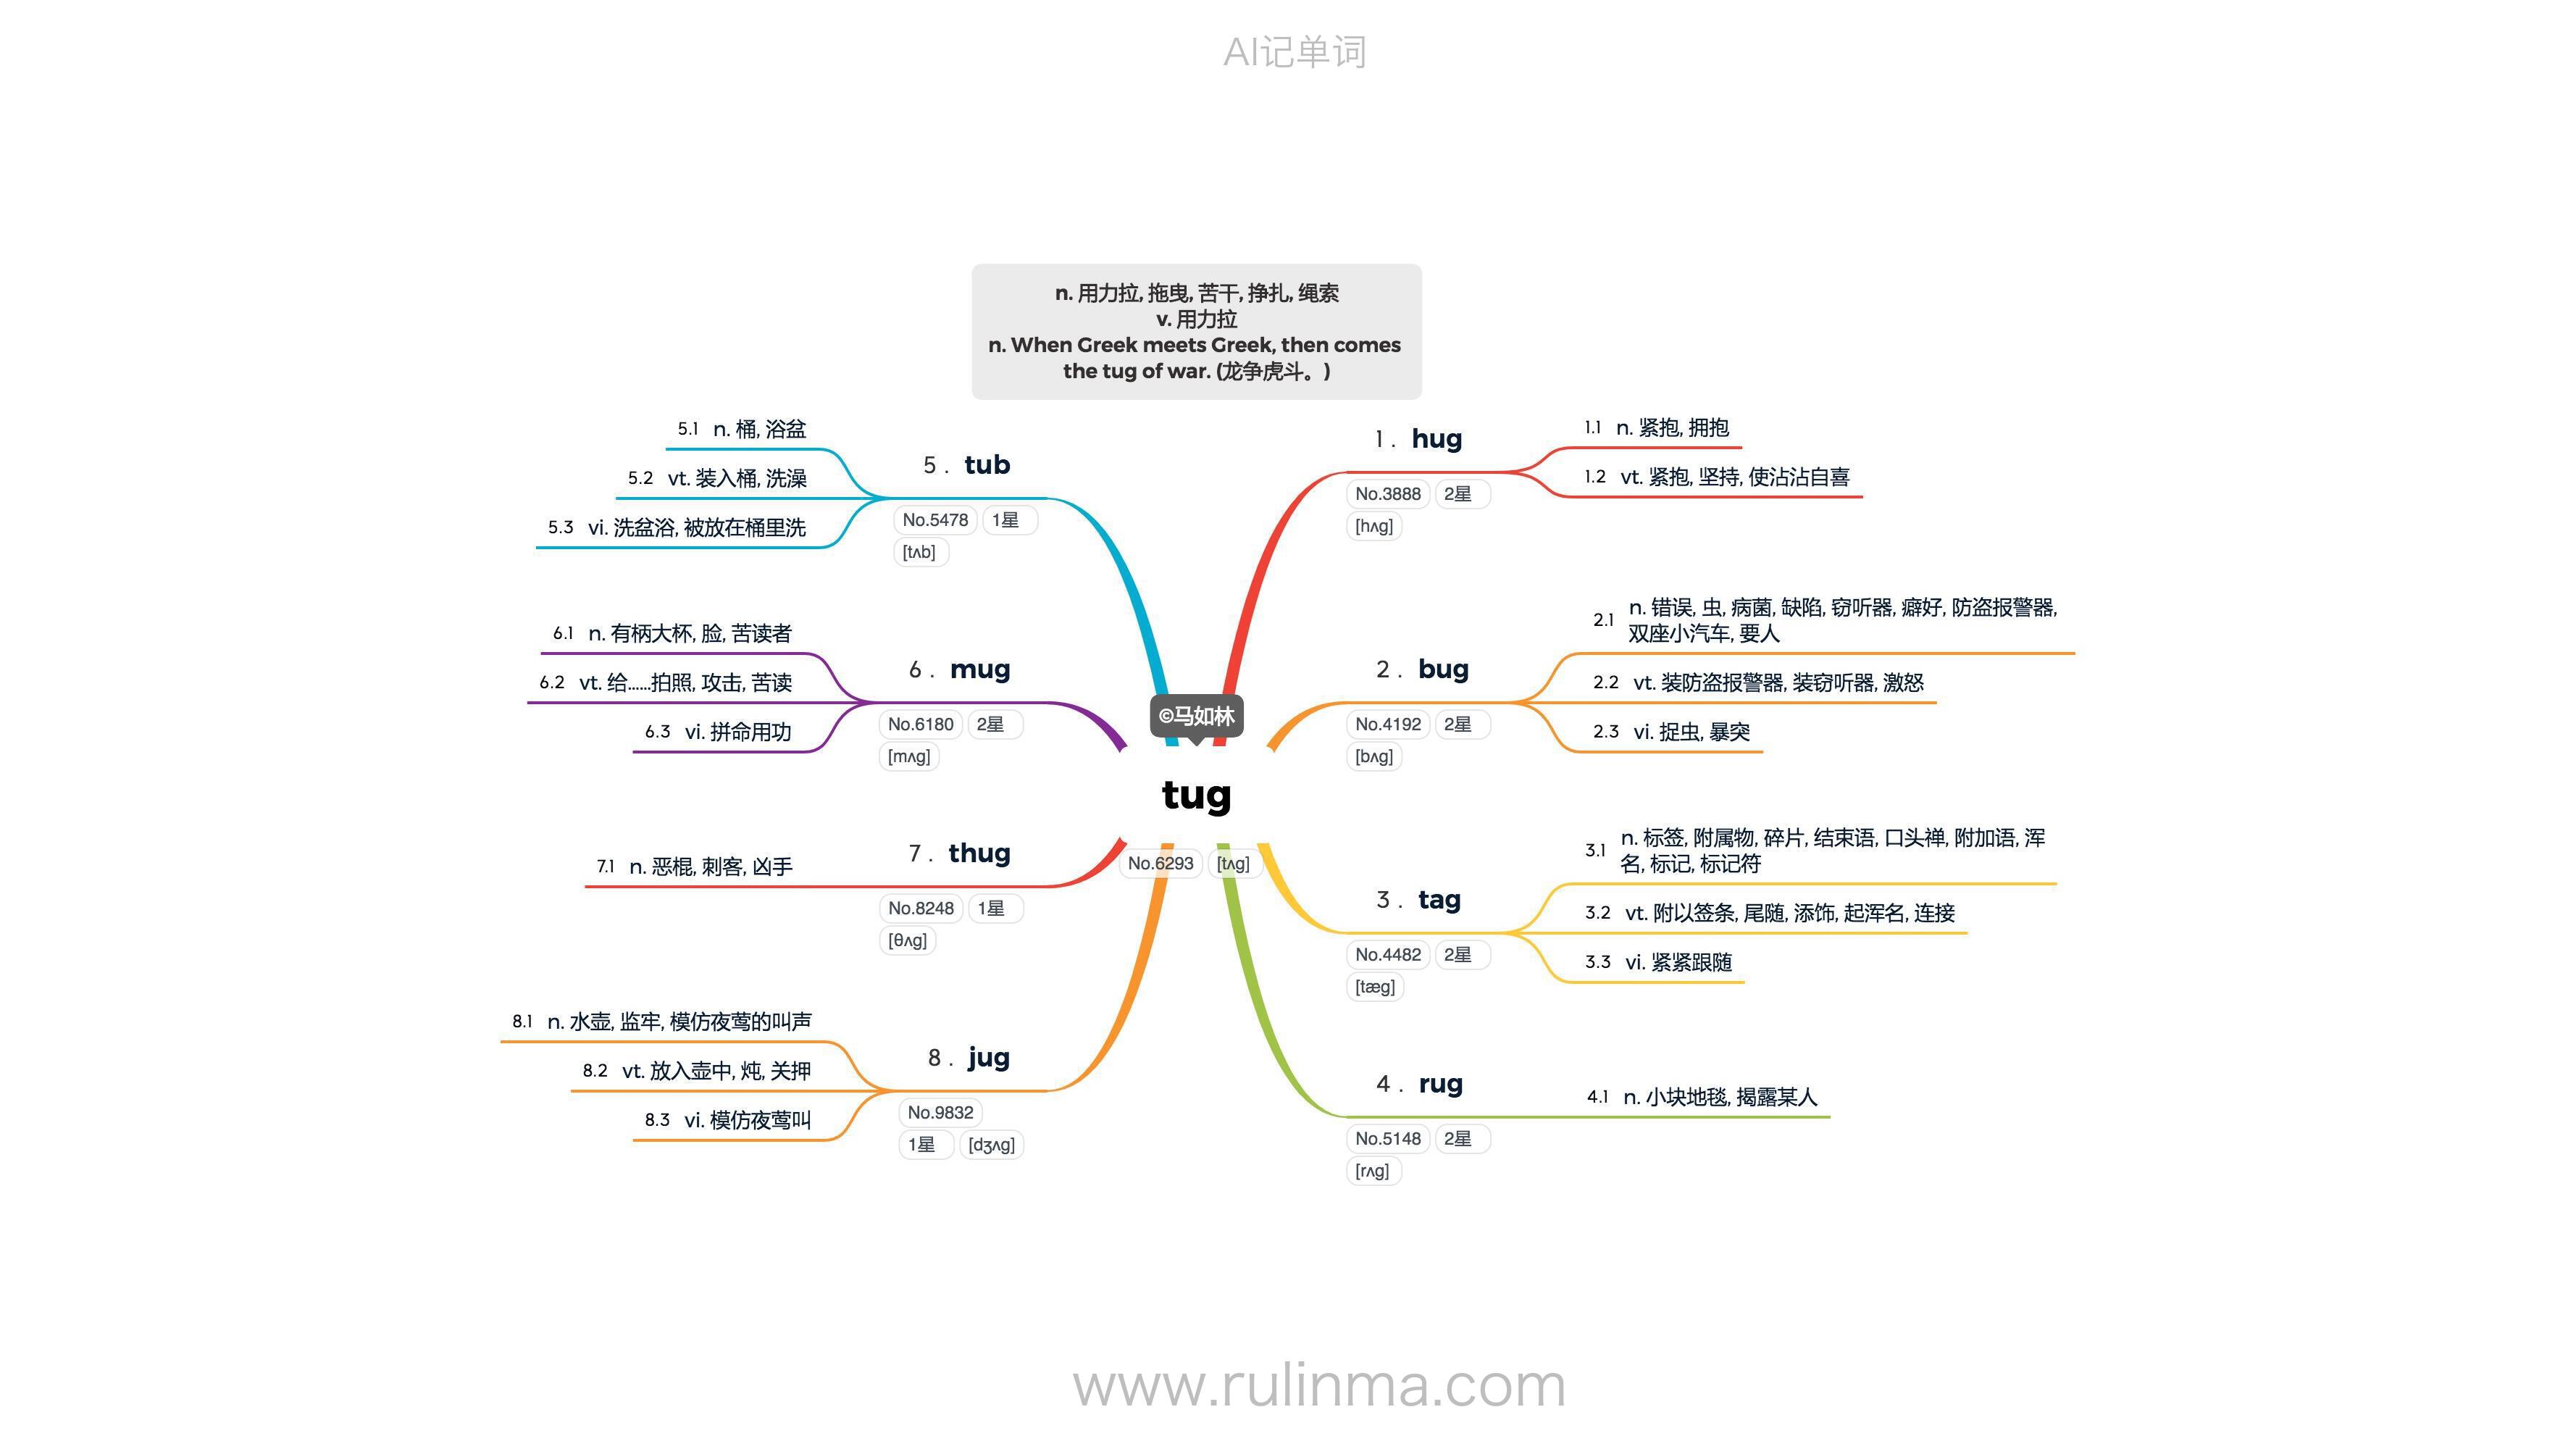 AI记单词
n. 用力拉, 拖曳, 苦干, 挣扎, 绳索
v. 用力拉
n. When Greek meets Greek, then comes
the tug of war. (龙争虎斗。)
©马如林
tug
No.6293 [tʌg]
1. hug
No.3888 2星
[hʌg]
1.1 n. 紧抱, 拥抱
1.2 vt. 紧抱, 坚持, 使沾沾自喜
2. bug
No.4192 2星
[bʌg]
2.1 n. 错误, 虫, 病菌, 缺陷, 窃听器, 癖好, 防盗报警器,
双座小汽车, 要人
2.2 vt. 装防盗报警器, 装窃听器, 激怒
2.3 vi. 捉虫, 暴突
3. tag
No.4482 2星
[tæg]
3.1 n. 标签, 附属物, 碎片, 结束语, 口头禅, 附加语, 浑
名, 标记, 标记符
3.2 vt. 附以签条, 尾随, 添饰, 起浑名, 连接
3.3 vi. 紧紧跟随
4. rug
No.5148 2星
[rʌg]
4.1 n. 小块地毯, 揭露某人
5. tub
No.5478 1星
[tʌb]
5.1 n. 桶, 浴盆
5.2 vt. 装入桶, 洗澡
5.3 vi. 洗盆浴, 被放在桶里洗
6. mug
No.6180 2星
[mʌg]
6.1 n. 有柄大杯, 脸, 苦读者
6.2 vt. 给……拍照, 攻击, 苦读
6.3 vi. 拼命用功
7. thug
No.8248 1星
[θʌg]
7.1 n. 恶棍, 刺客, 凶手
8. jug
No.9832
1星 [dʒʌg]
8.1 n. 水壶, 监牢, 模仿夜莺的叫声
8.2 vt. 放入壶中, 炖, 关押
8.3 vi. 模仿夜莺叫
www.rulinma.com